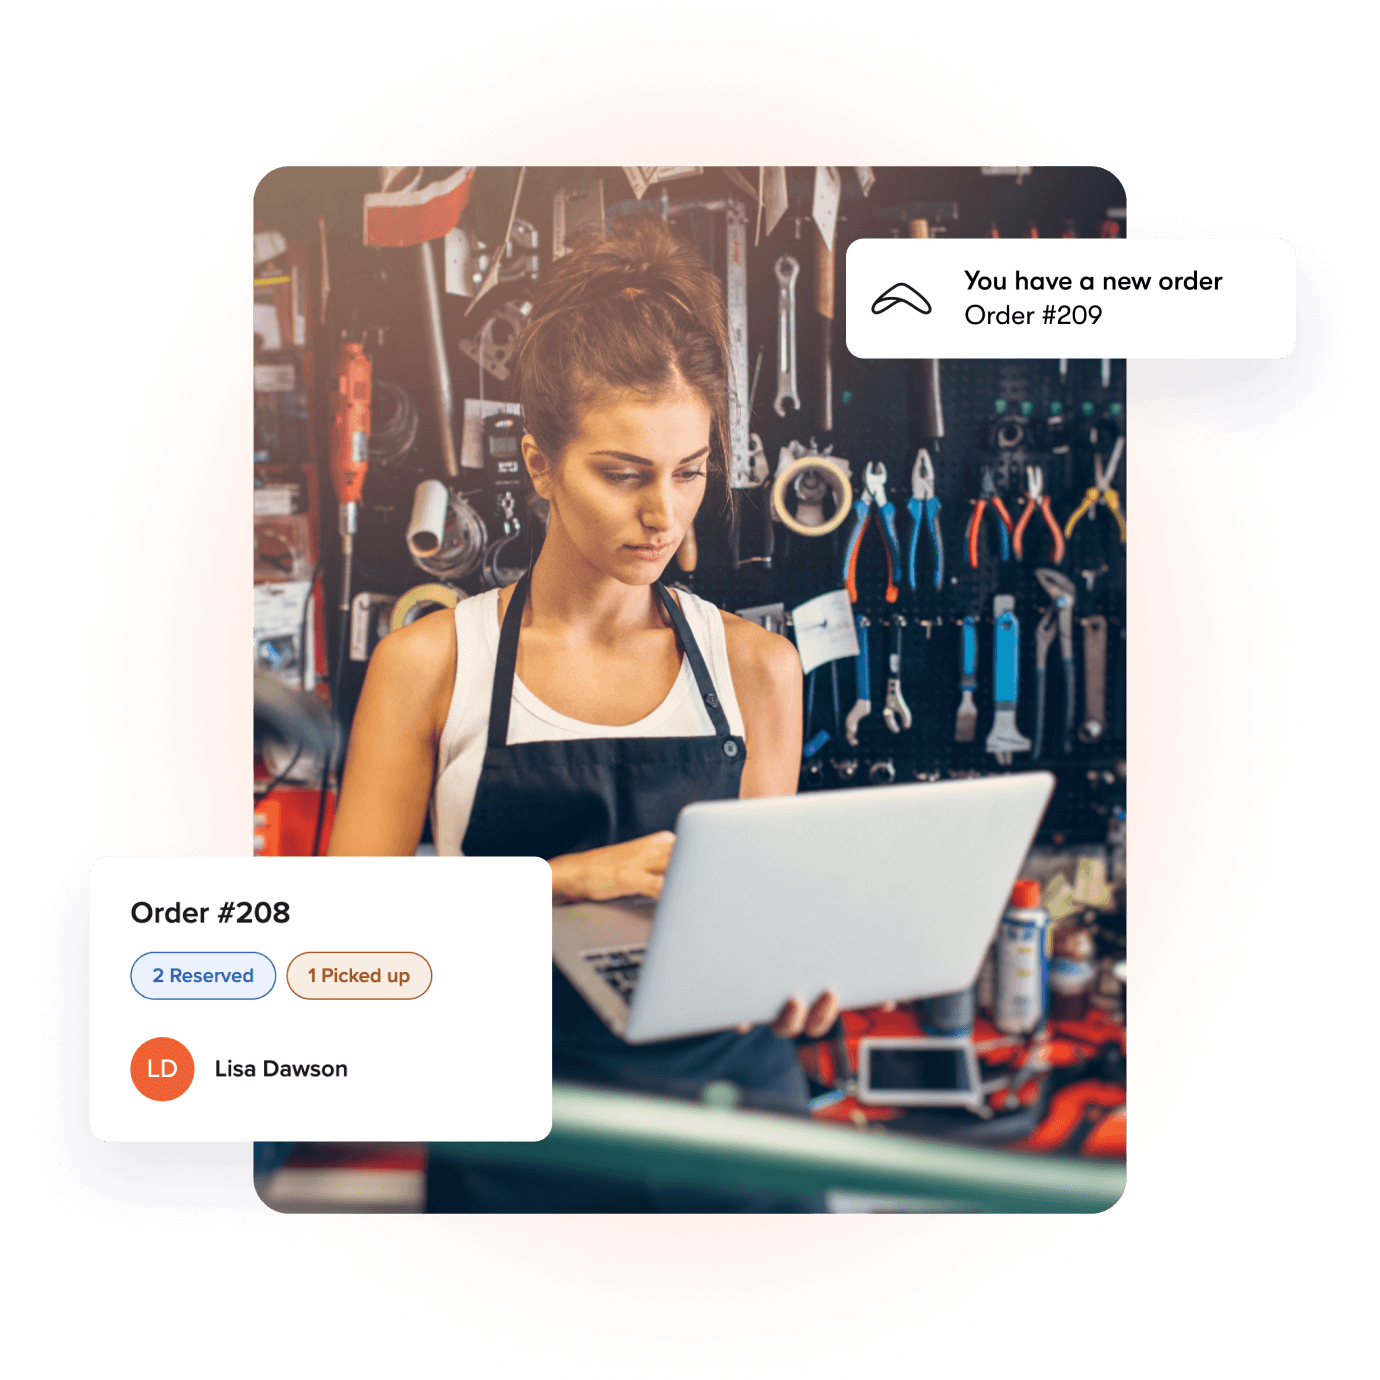 You have a new order
Order #209
Order #208
2 Reserved
1 Picked up
LD
Lisa Dawson